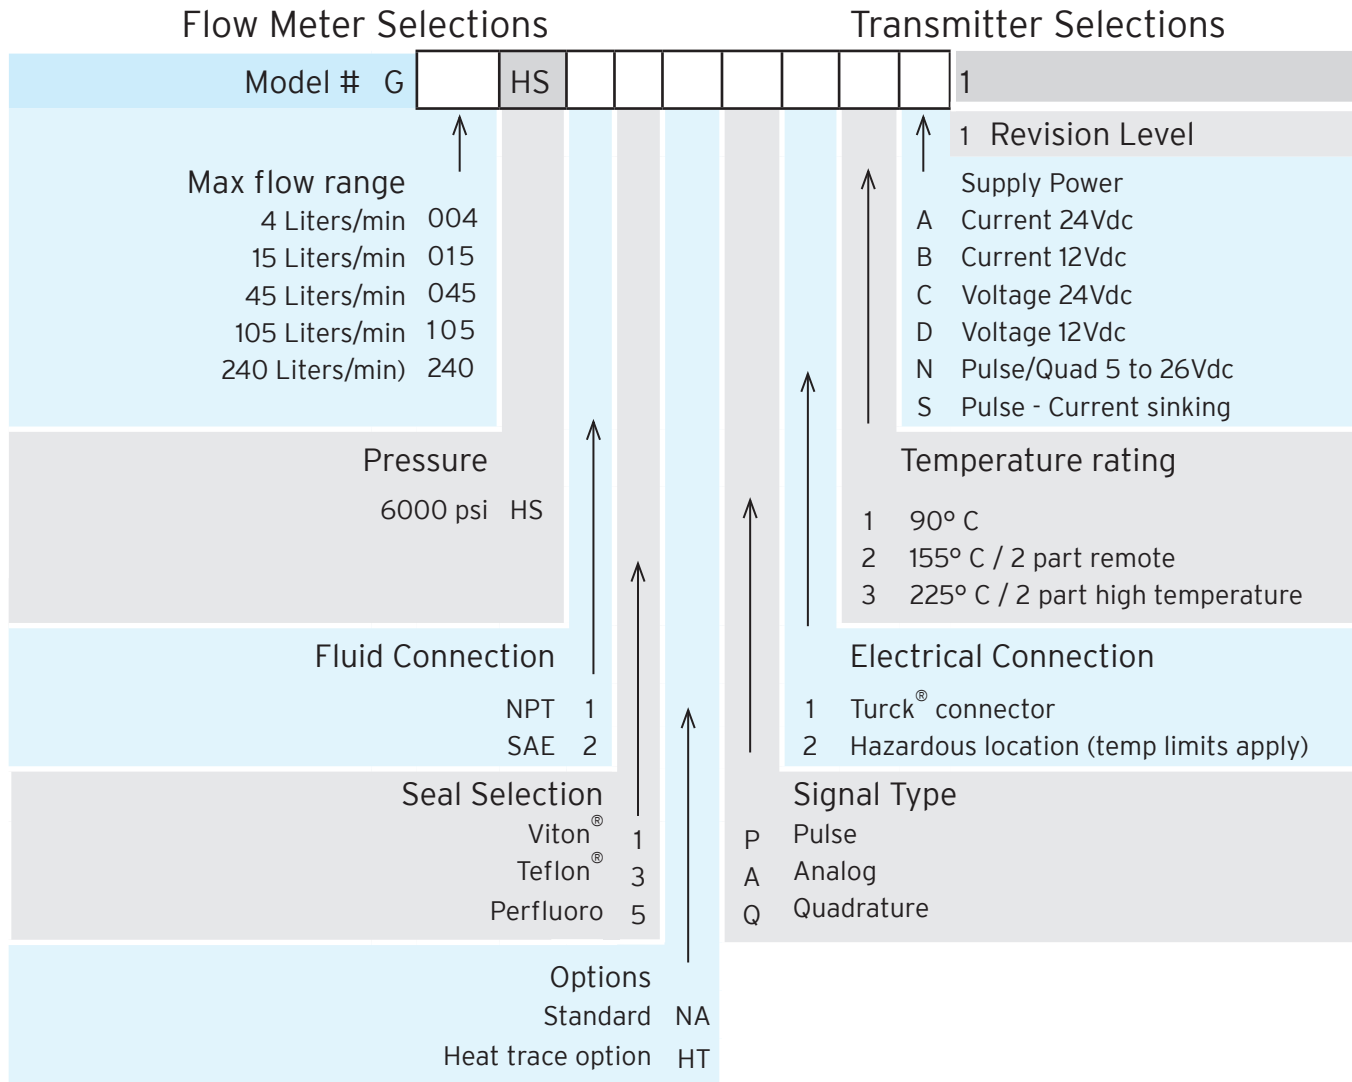 Flow Meter Selections
Transmitter Selections
Model # G HS 1
1 Revision Level
Max flow range
4 Liters/min 004
15 Liters/min 015
45 Liters/min 045
105 Liters/min 105
240 Liters/min) 240
Supply Power
A Current 24Vdc
B Current 12Vdc
C Voltage 24Vdc
D Voltage 12Vdc
N Pulse/Quad 5 to 26Vdc
S Pulse - Current sinking
Pressure
6000 psi HS
Temperature rating
1 90° C
2 155° C / 2 part remote
3 225° C / 2 part high temperature
Fluid Connection
NPT 1
SAE 2
Electrical Connection
1 Turck® connector
2 Hazardous location (temp limits apply)
Seal Selection
Viton® 1
Teflon® 3
Perfluoro 5
Signal Type
P Pulse
A Analog
Q Quadrature
Options
Standard NA
Heat trace option HT